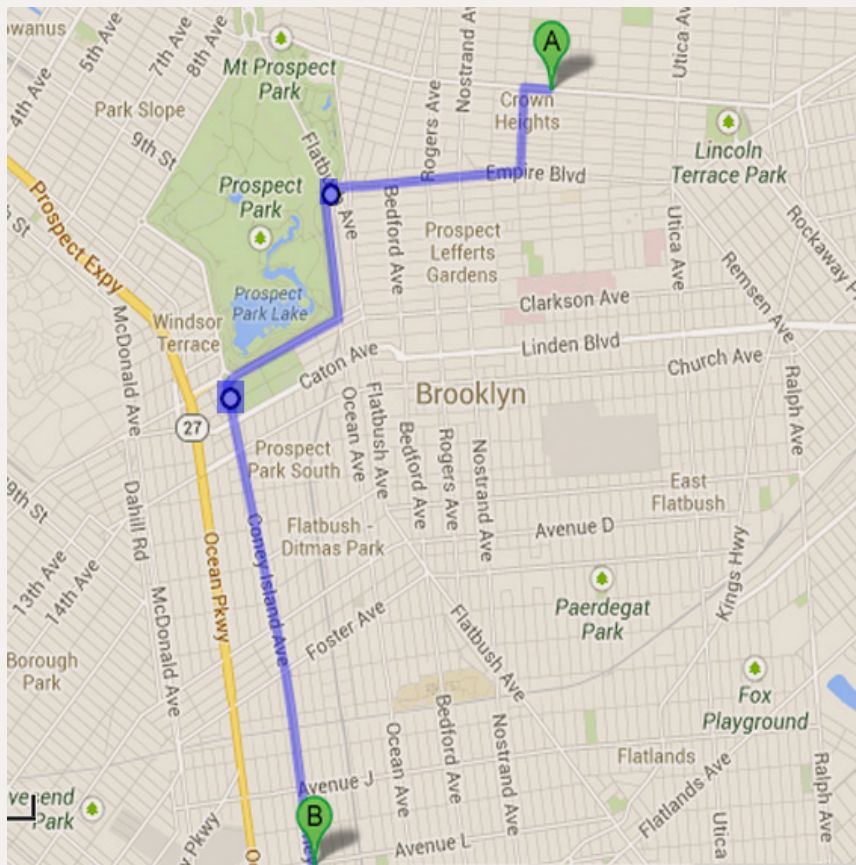 owanus
5th Ave
7th Ave
8th Ave
4th Ave
Mt Prospect
Park
Park Slope
9th St
Flatbush Ave
Rogers Ave
Nostrand Ave
Utica Ave
A
Crown
Heights
Lincoln
Terrace Park
Empire Blvd
Prospect
Park
Bedford Ave
Prospect
Lefferts
Gardens
Utica Ave
Rockaway P
Remsen Ave
Prospect Expy
Prospect
Park Lake
Clarkson Ave
Windsor
Terrace
McDonald Ave
Linden Blvd
Caton Ave
Church Ave
Brooklyn
Ralph Ave
27
Ocean Ave
Flatbush Ave
Bedford Ave
Rogers Ave
Nostrand Ave
Prospect
Park South
East
Flatbush
9th St
Dahill Rd
Flatbush -
Ditmas Park
Avenue D
Kings Hwy
13th Ave
14th Ave
Ocean Pkwy
Coney Island Ave
McDonald Ave
Foster Ave
Paerdegat
Park
Flatbush Ave
Borough
Park
Fox
Playground
Ocean Ave
Bedford Ave
Nostrand Ave
Flatlands
Ralph Ave
Avenue J
Flatlands Ave
Park
B
y Pkwy
Avenue L
Utica